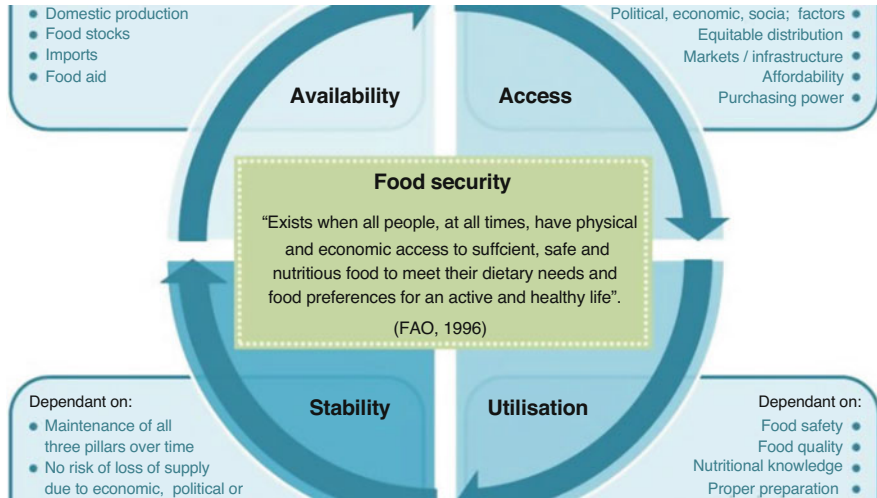 ● Domestic production
● Food stocks
● Imports
● Food aid
Political, economic, socia; factors ●
Equitable distribution ●
Markets / infrastructure ●
Affordability ●
Purchasing power ●
Availability
Access
Food security
“Exists when all people, at all times, have physical
and economic access to suffcient, safe and
nutritious food to meet their dietary needs and
food preferences for an active and healthy life”.
(FAO, 1996)
Stability
Utilisation
Dependant on:
● Maintenance of all
three pillars over time
● No risk of loss of supply
due to economic, political or
Dependant on:
Food safety ●
Food quality ●
Nutritional knowledge ●
Proper preparation ●